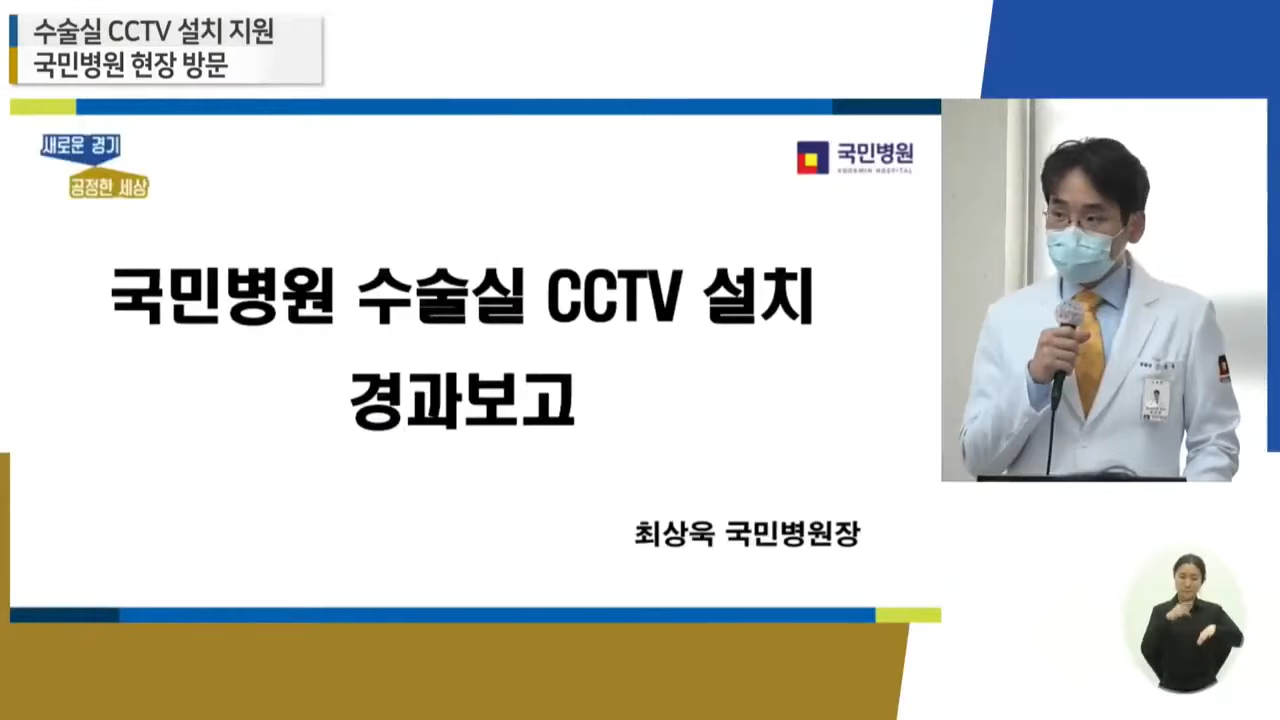 수술실 CCTV 설치 지원
국민병원 현장 방문
새로운 경기
공정한 세상
국민병원
KOOKMIN HOSPITAL
국민병원 수술실 CCTV 설치
경과보고
최상욱 국민병원장